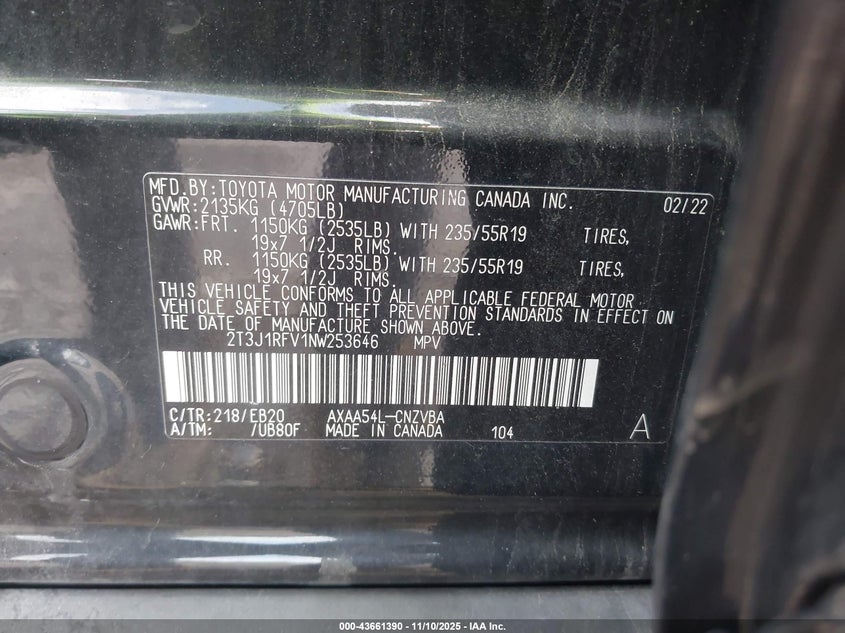 MFD.BY:TOYOTA MOTOR MANUFACTURING CANADA INC. 02/22
GVWR:2135KG (4705LB)
GAWR:FRT. 1150KG (2535LB) WITH 235/55R19 TIRES,
19x7 1/2J RIMS.
RR. 1150KG (2535LB) WITH 235/55R19 TIRES,
19x7 1/2J RIMS.
THIS VEHICLE CONFORMS TO ALL APPLICABLE FEDERAL MOTOR
VEHICLE SAFETY AND THEFT PREVENTION STANDARDS IN EFFECT ON
THE DATE OF MANUFACTURE SHOWN ABOVE.
2T3J1RFV1NW253646 MPV
C/TR:218/EB20 AXAA54L-CNZVBA
A/TM: /UB80F MADE IN CANADA 104 A
000-43661390 - 11/10/2025 - IAA Inc.